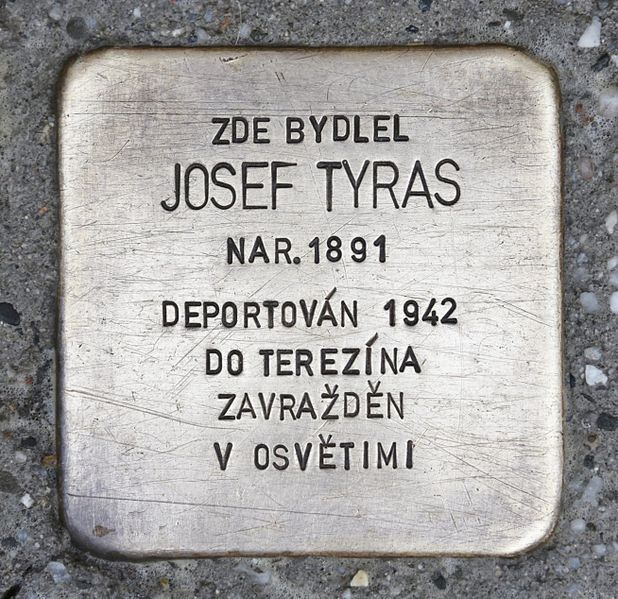 ZDE BYDLEL
JOSEF TYRAS
NAR. 1891
DEPORTOVÁN 1942
DO TEREZÍNA
ZAVRAŽDĚN
V OSVĚTIMI